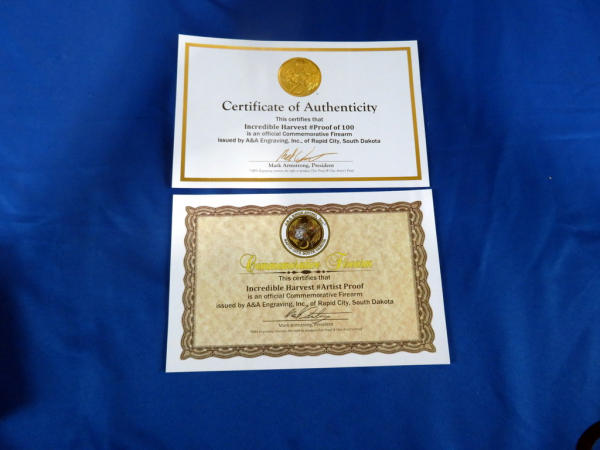 Certificate of Authenticity
This certifies that
Incredible Harvest #Proof of 100
is an official Commemorative Firearm
issued by A&A Engraving, Inc., of Rapid City, South Dakota
Mark Armstrong, President
Commemorative
This certifies that
Incredible Harvest #Artist Proof
is an official Commemorative Firearm
issued by A&A Engraving, Inc., of Rapid City, South Dakota
Mark Armstrong, President